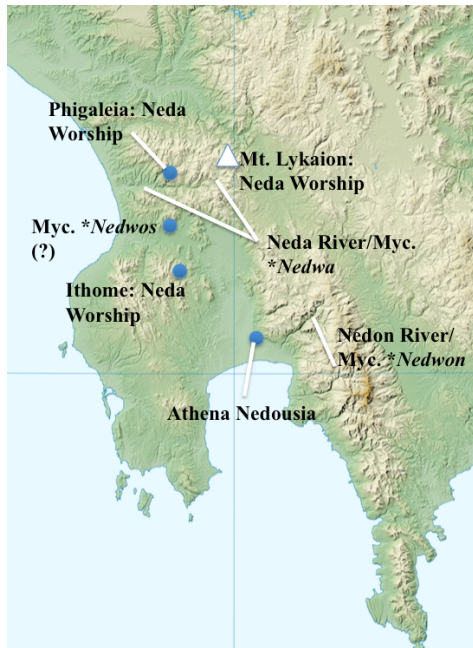 Phigaleia: Neda
Worship
Mt. Lykaion:
Neda Worship
Myc. *Nedwos
(?)
Neda River/Myc.
*Nedwa
Ithome: Neda
Worship
Nedon River/
Myc. *Nedwon
Athena Nedousia